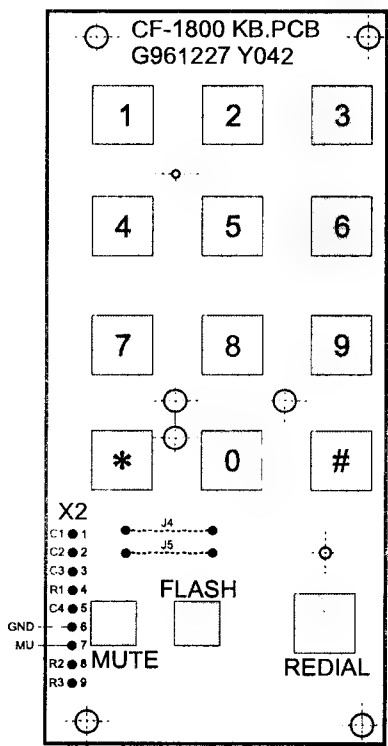 CF-1800 KB.PCB
G961227 Y042
1 2 3
4 5 6
7 8 9
* 0 #
X2
J4
J5
C1 1
C2 2
C3 3
R1 4
C4 5
GND 6
MU 7
R2 8
R3 9
FLASH
MUTE
REDIAL